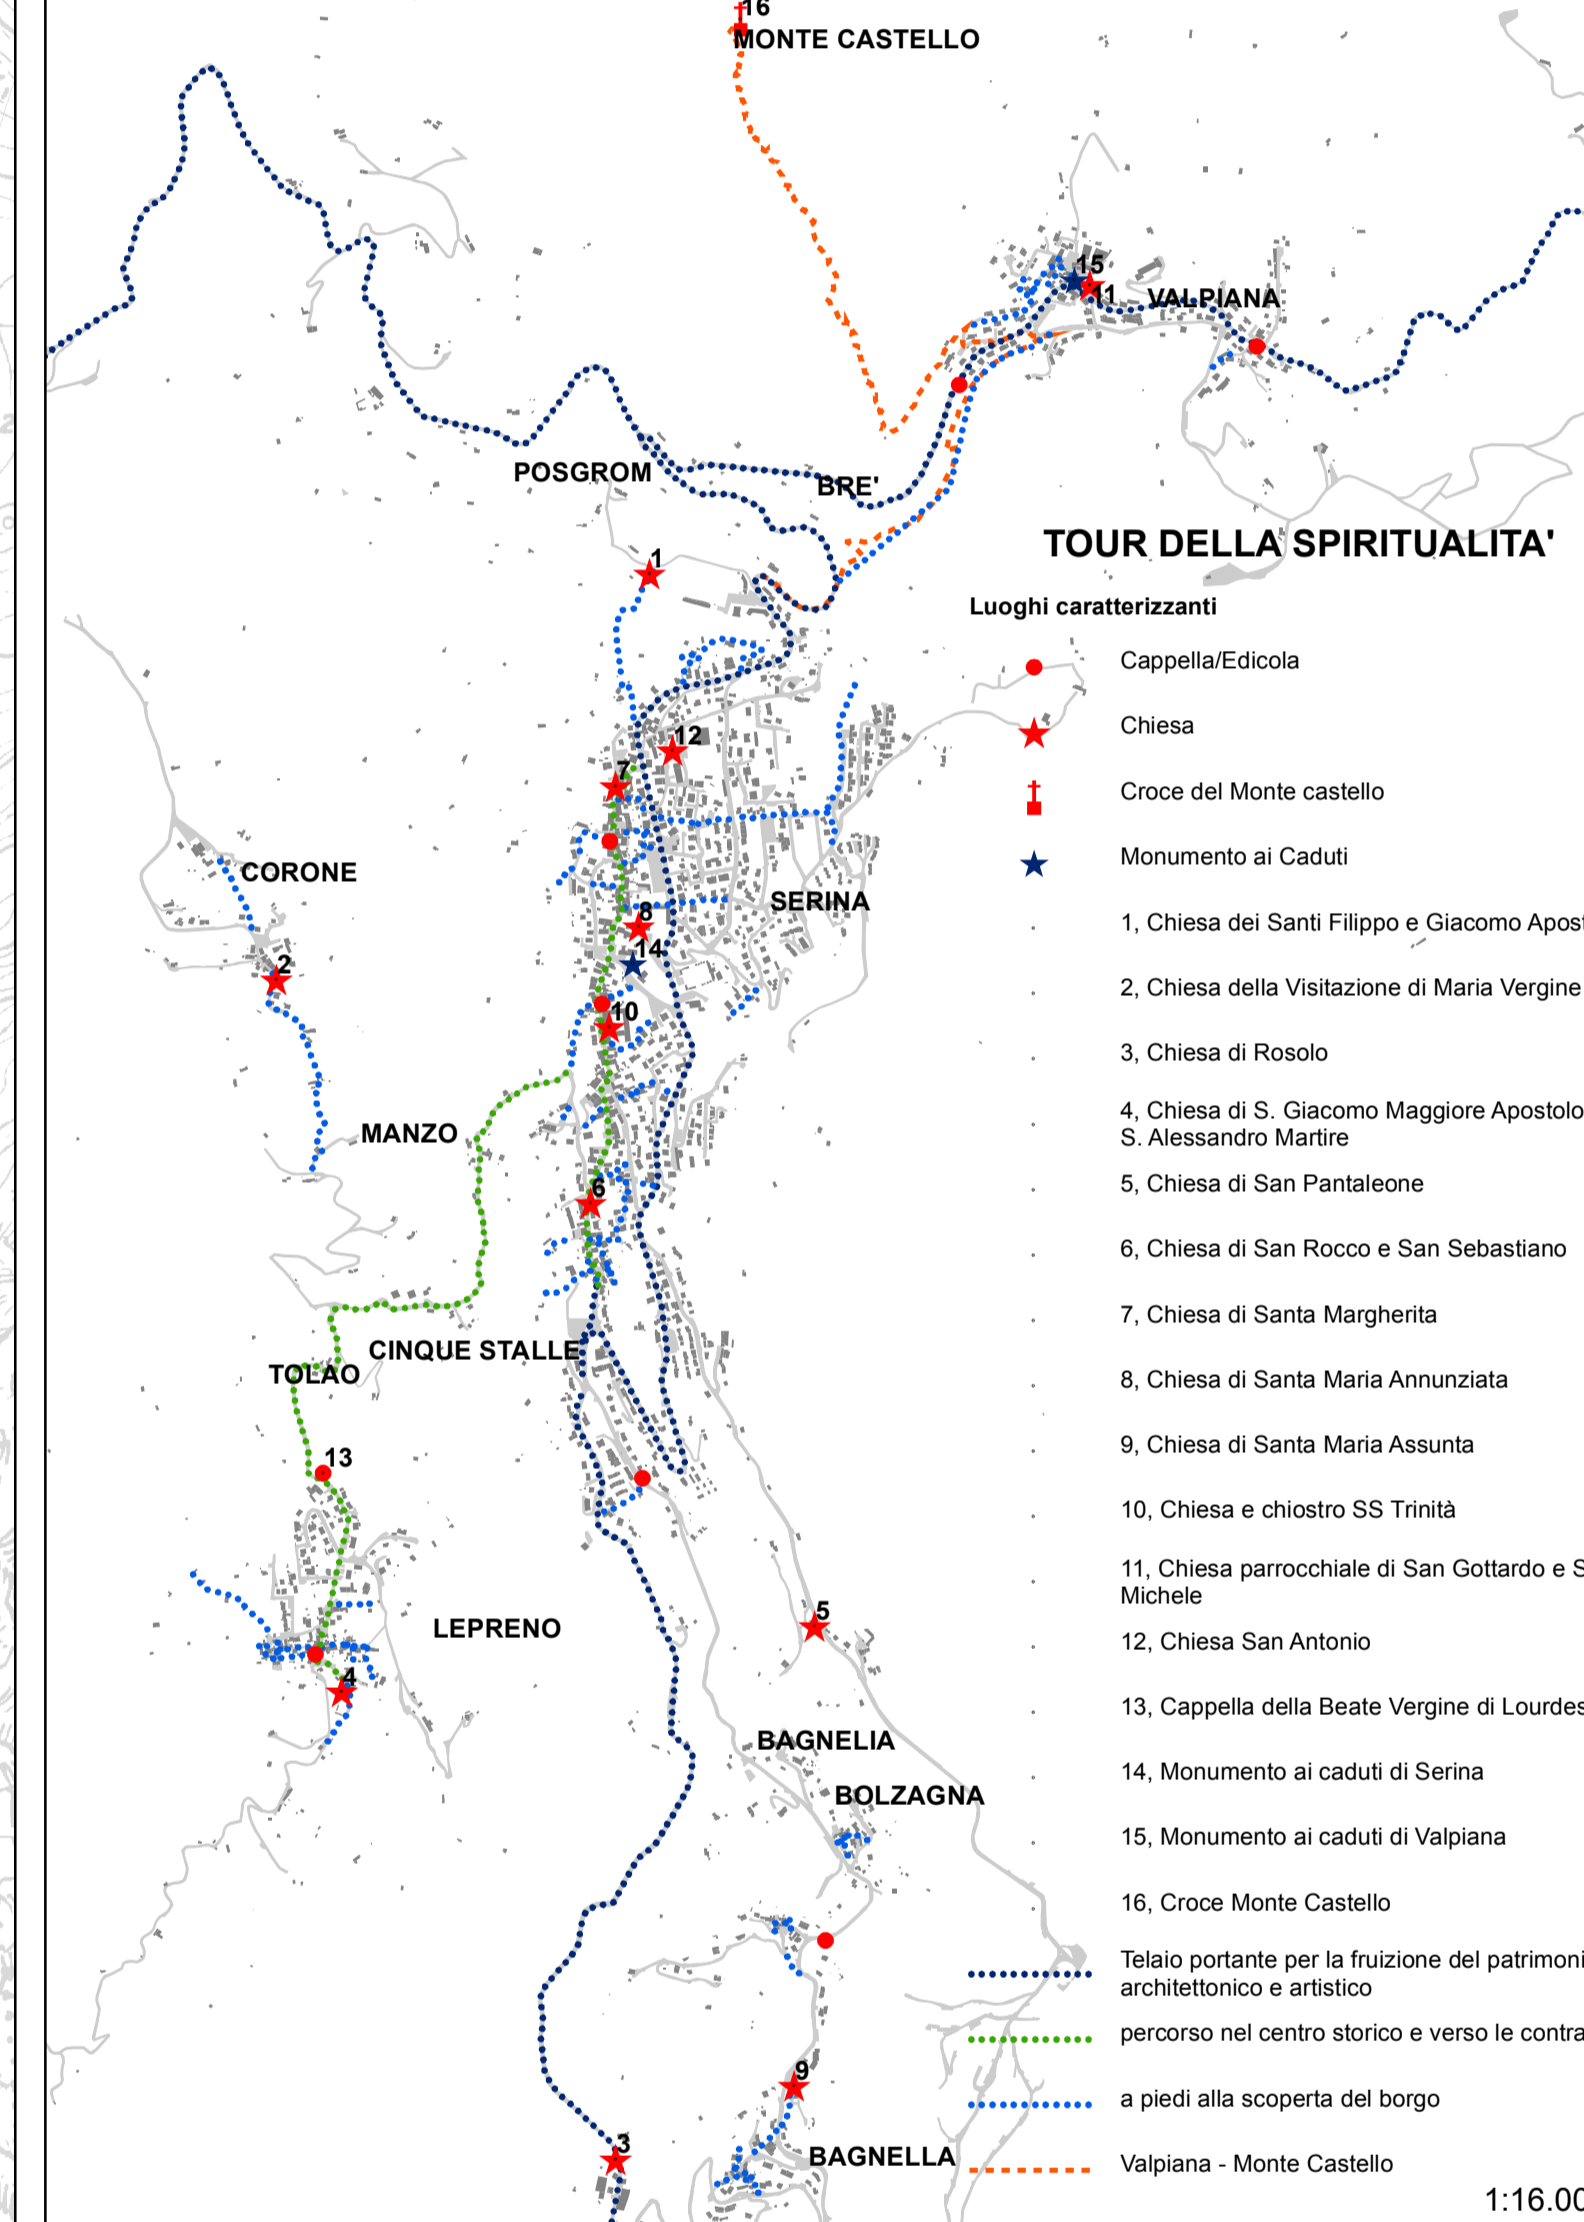 16
MONTE CASTELLO
15
11
VALPIANA
POSGROM
BRE'
1
12
7
CORONE
SERINA
8
14
2
10
MANZO
6
CINQUE STALLE
TOLAO
13
LEPRENO
5
4
BAGNELIA
BOLZAGNA
9
BAGNELLA
3
TOUR DELLA SPIRITUALITA'
Luoghi caratterizzanti
Cappella/Edicola
Chiesa
Croce del Monte castello
Monumento ai Caduti
1, Chiesa dei Santi Filippo e Giacomo Apost
2, Chiesa della Visitazione di Maria Vergine
3, Chiesa di Rosolo
4, Chiesa di S. Giacomo Maggiore Apostolo
S. Alessandro Martire
5, Chiesa di San Pantaleone
6, Chiesa di San Rocco e San Sebastiano
7, Chiesa di Santa Margherita
8, Chiesa di Santa Maria Annunziata
9, Chiesa di Santa Maria Assunta
10, Chiesa e chiostro SS Trinità
11, Chiesa parrocchiale di San Gottardo e S
Michele
12, Chiesa San Antonio
13, Cappella della Beate Vergine di Lourdes
14, Monumento ai caduti di Serina
15, Monumento ai caduti di Valpiana
16, Croce Monte Castello
Telaio portante per la fruizione del patrimoni
architettonico e artistico
percorso nel centro storico e verso le contra
a piedi alla scoperta del borgo
Valpiana - Monte Castello
1:16.00